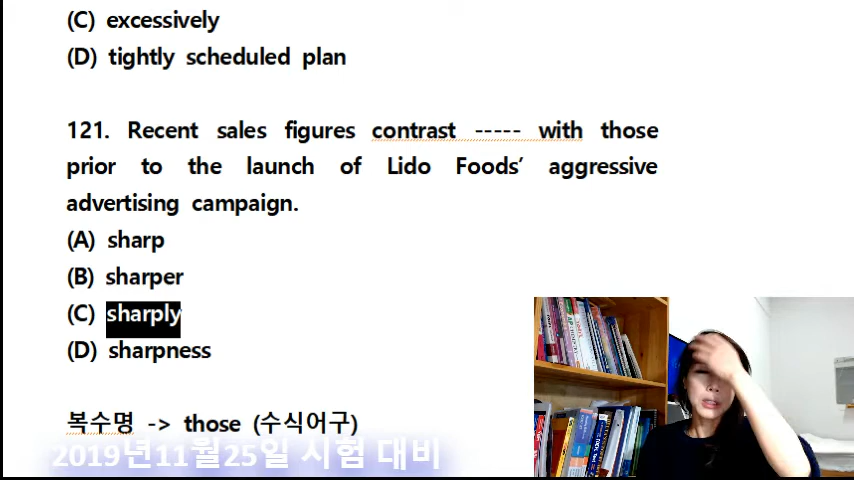 (C) excessively
(D) tightly scheduled plan
121. Recent sales figures contrast ----- with those
prior to the launch of Lido Foods' aggressive
advertising campaign.
(A) sharp
(B) sharper
(C) sharply
(D) sharpness
복수명 -> those (수식어구)
2019년11월25일 시험 대비